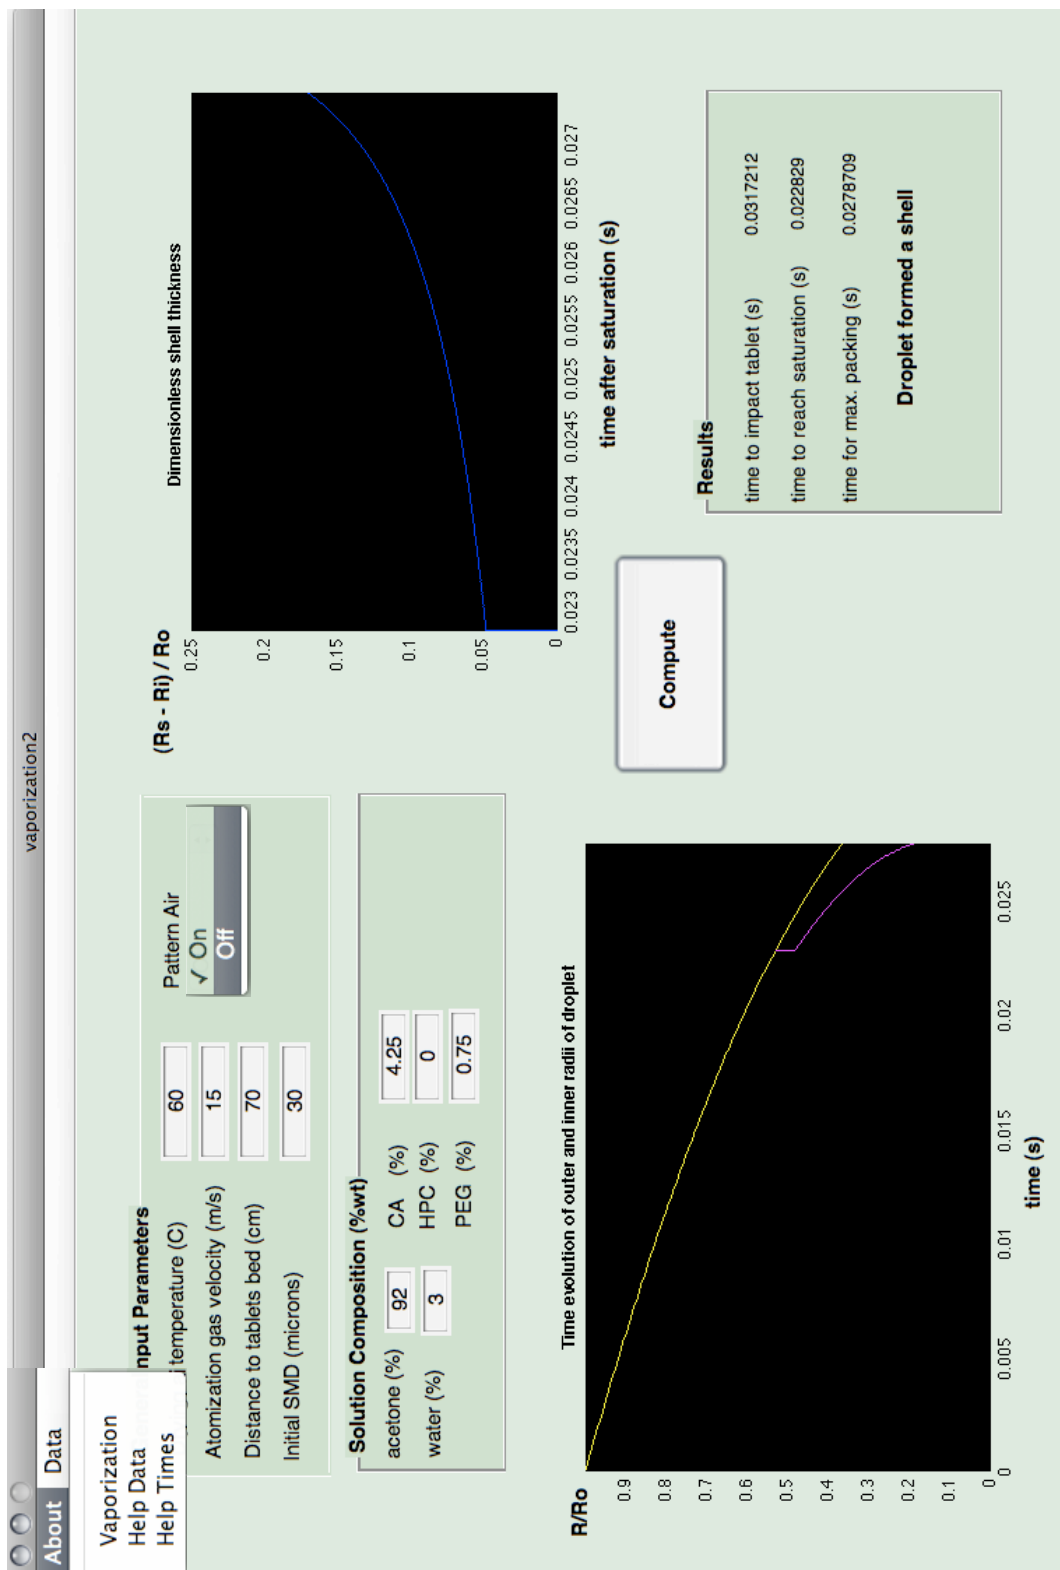 vaporization2
About Data
Vaporization
Help Data
Help Times
nput Parameters
temperature (C) 60
Atomization gas velocity (m/s) 15
Distance to tablets bed (cm) 70
Initial SMD (microns) 30
Pattern Air
✓ On
Off
Solution Composition (%wt)
acetone (%) 92 CA (%) 4.25
water (%) 3 HPC (%) 0
PEG (%) 0.75
(Rs - Ri) / Ro
Dimensionless shell thickness
0.25
0.2
0.15
0.1
0.05
0
0.023 0.0235 0.024 0.0245 0.025 0.0255 0.026 0.0265 0.027
time after saturation (s)
R/Ro
Time evolution of outer and inner radii of droplet
0.9
0.8
0.7
0.6
0.5
0.4
0.3
0.2
0.1
0
0 0.005 0.01 0.015 0.02 0.025
time (s)
Compute
Results
time to impact tablet (s) 0.0317212
time to reach saturation (s) 0.022829
time for max. packing (s) 0.0278709
Droplet formed a shell